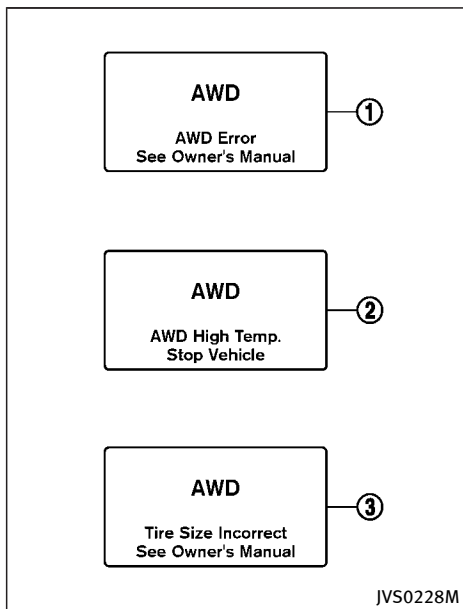 AWD
AWD Error
See Owner's Manual
1
AWD
AWD High Temp.
Stop Vehicle
2
AWD
Tire Size Incorrect
See Owner's Manual
3
JVS0228M